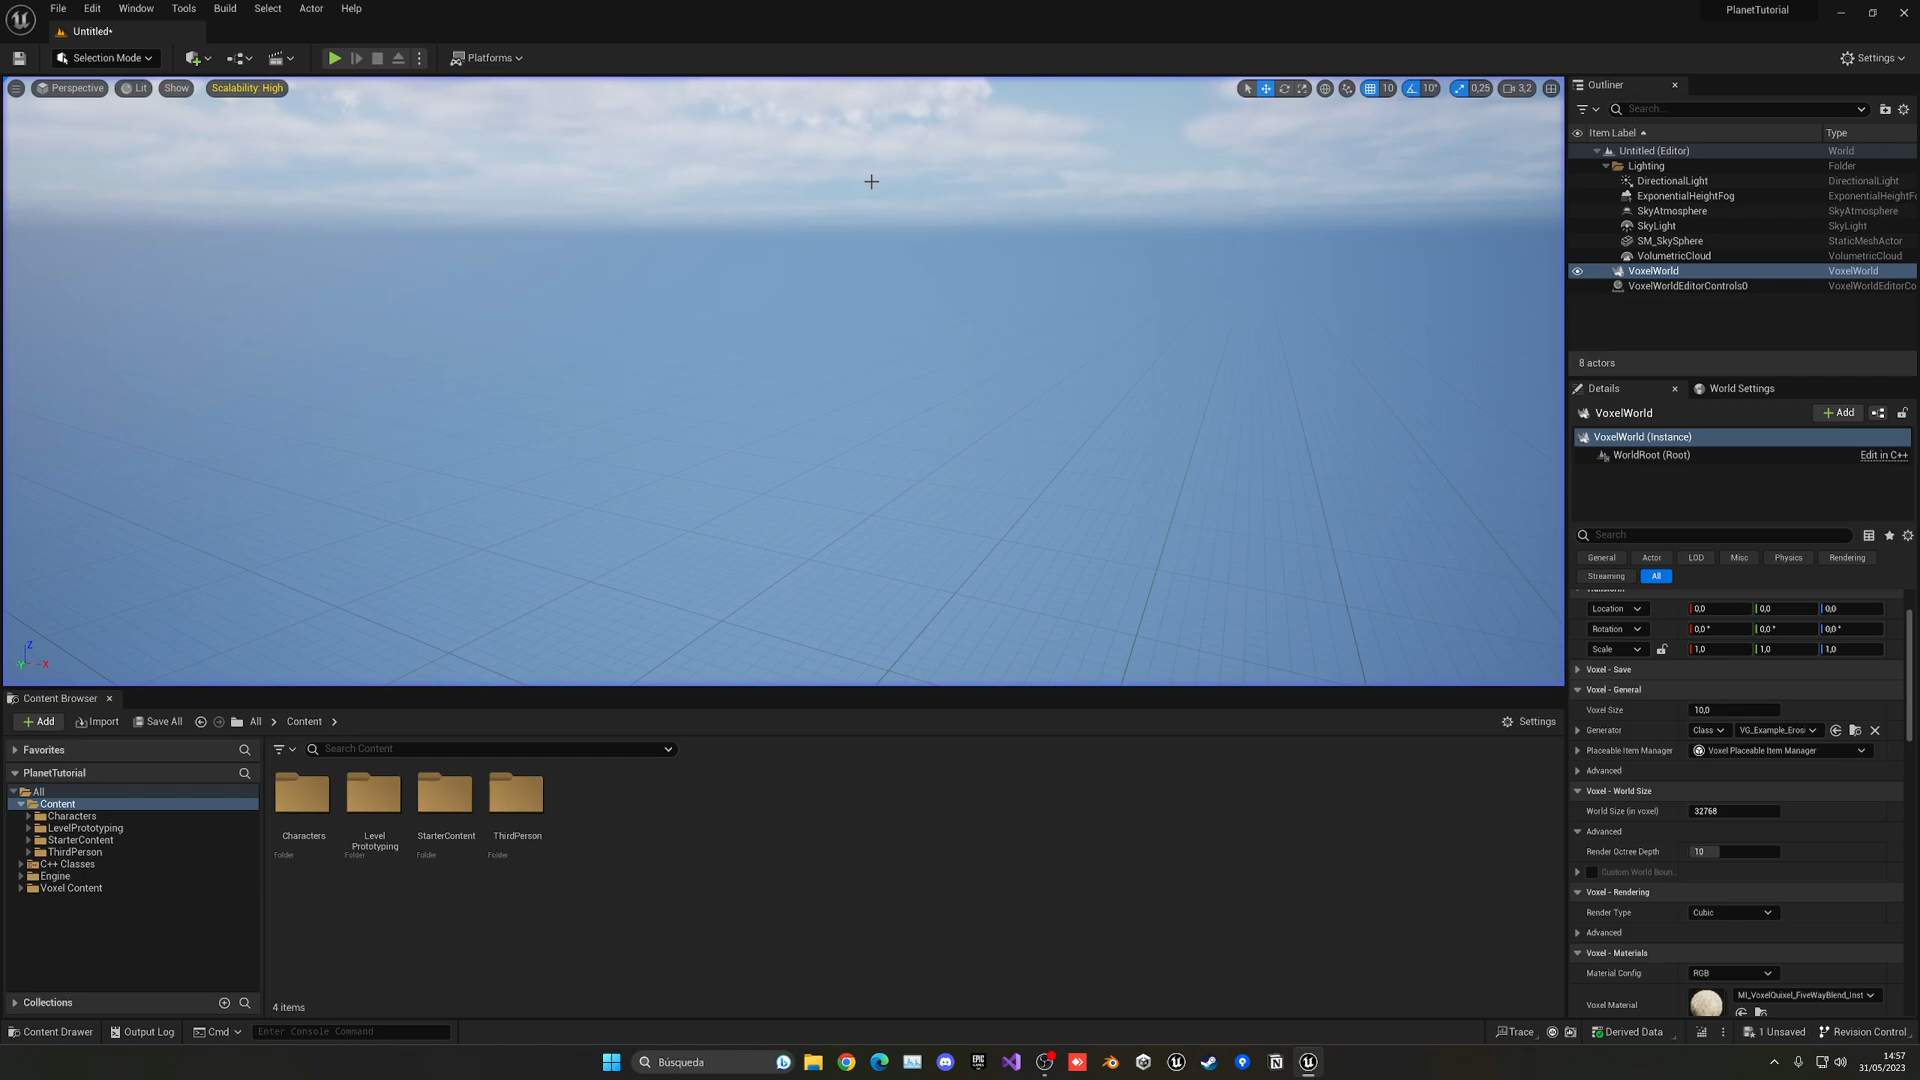 File Edit Window Tools Build Select Actor Help
PlanetTutorial
Untitled*
Selection Mode
Platforms
Settings
Perspective Lit Show Scalability: High
10 10° 0,25 3,2
Outliner
Search...
Item Label Type
Untitled (Editor) World
Lighting Folder
DirectionalLight DirectionalLight
ExponentialHeightFog ExponentialHeightFo
SkyAtmosphere SkyAtmosphere
SkyLight SkyLight
SM_SkySphere StaticMeshActor
VolumetricCloud VolumetricCloud
VoxelWorld VoxelWorld
VoxelWorldEditorControls0 VoxelWorldEditorCo
8 actors
Details World Settings
VoxelWorld Add
VoxelWorld (Instance)
WorldRoot (Root) Edit in C++
Search
General Actor LOD Misc Physics Rendering
Streaming All
Transform
Location 0,0 0,0 0,0
Rotation 0,0 ° 0,0 ° 0,0 °
Scale 1,0 1,0 1,0
Voxel - Save
Voxel - General
Voxel Size 10,0
Generator Class VG_Example_Erosi
Placeable Item Manager Voxel Placeable Item Manager
Advanced
Voxel - World Size
World Size (in voxel) 32768
Advanced
Render Octree Depth 10
Custom World Boun..
Voxel - Rendering
Render Type Cubic
Advanced
Voxel - Materials
Material Config RGB
Voxel Material MI_VoxelQuixel_FiveWayBlend_Inst
Z
Y X
Content Browser
Add Import Save All All Content Settings
Favorites
Search Content
PlanetTutorial
All
Content
Characters
LevelPrototyping
StarterContent
ThirdPerson
C++ Classes
Engine
Voxel Content
Characters
Folder
Level Prototyping
Folder
StarterContent
Folder
ThirdPerson
Folder
Collections
4 items
Content Drawer Output Log Cmd Enter Console Command
Trace Derived Data 1 Unsaved Revision Control
Búsqueda
EPIC GAMES
14:57
31/05/2023